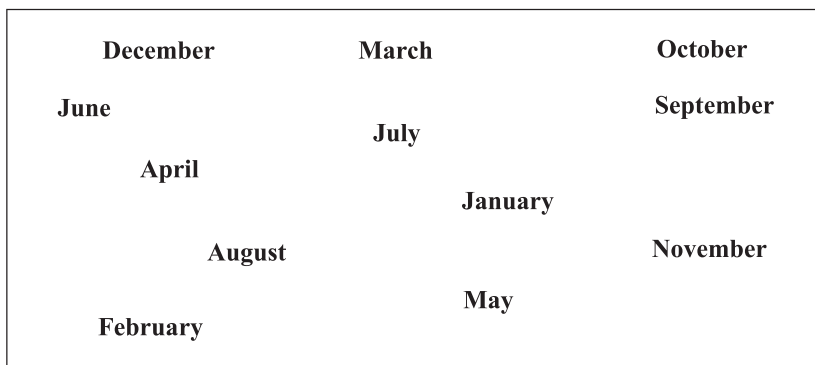 December March October
June September
July
April
January
August November
May
February